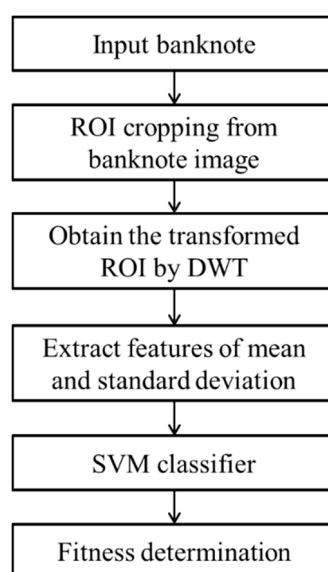 Input banknote
ROI cropping from
banknote image
Obtain the transformed
ROI by DWT
Extract features of mean
and standard deviation
SVM classifier
Fitness determination